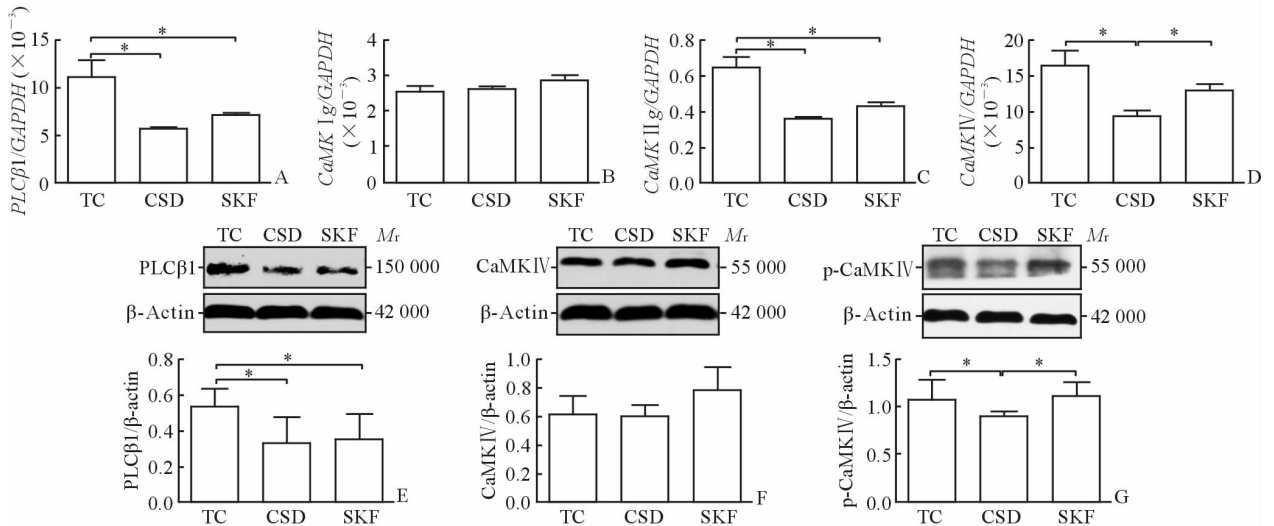 PLCβ1/GAPDH (×10⁻³)
15
10
5
0
*
*
TC CSD SKF
A
CaMK Ⅰg/GAPDH
(×10⁻³)
4
3
2
1
0
TC CSD SKF
B
CaMK Ⅱg/GAPDH
0.8
0.6
0.4
0.2
0.0
*
*
TC CSD SKF
C
CaMKⅣ/GAPDH
(×10⁻³)
20
15
10
5
0
* *
TC CSD SKF
D
TC CSD SKF Mr
PLCβ1 150 000
β-Actin 42 000
PLCβ1/β-actin
0.8
0.6
0.4
0.2
0.0
*
*
TC CSD SKF
E
TC CSD SKF Mr
CaMKⅣ 55 000
β-Actin 42 000
CaMKⅣ/β-actin
1.0
0.8
0.6
0.4
0.2
0.0
TC CSD SKF
F
TC CSD SKF Mr
p-CaMKⅣ 55 000
β-Actin 42 000
p-CaMKⅣ/β-actin
1.5
1.0
0.5
0.0
* *
TC CSD SKF
G